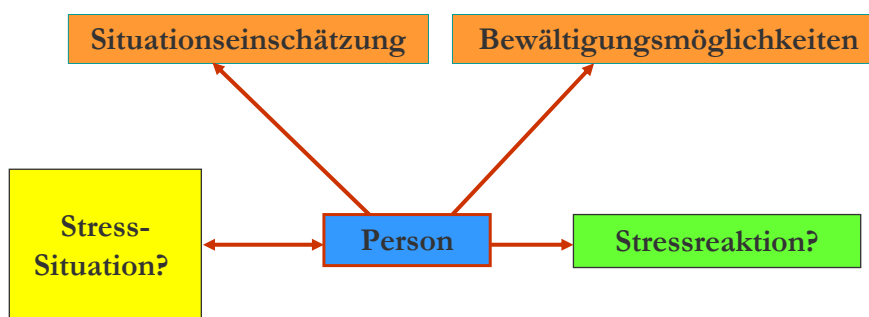 Situationseinschätzung
Bewältigungsmöglichkeiten
Stress-
Situation?
Person
Stressreaktion?